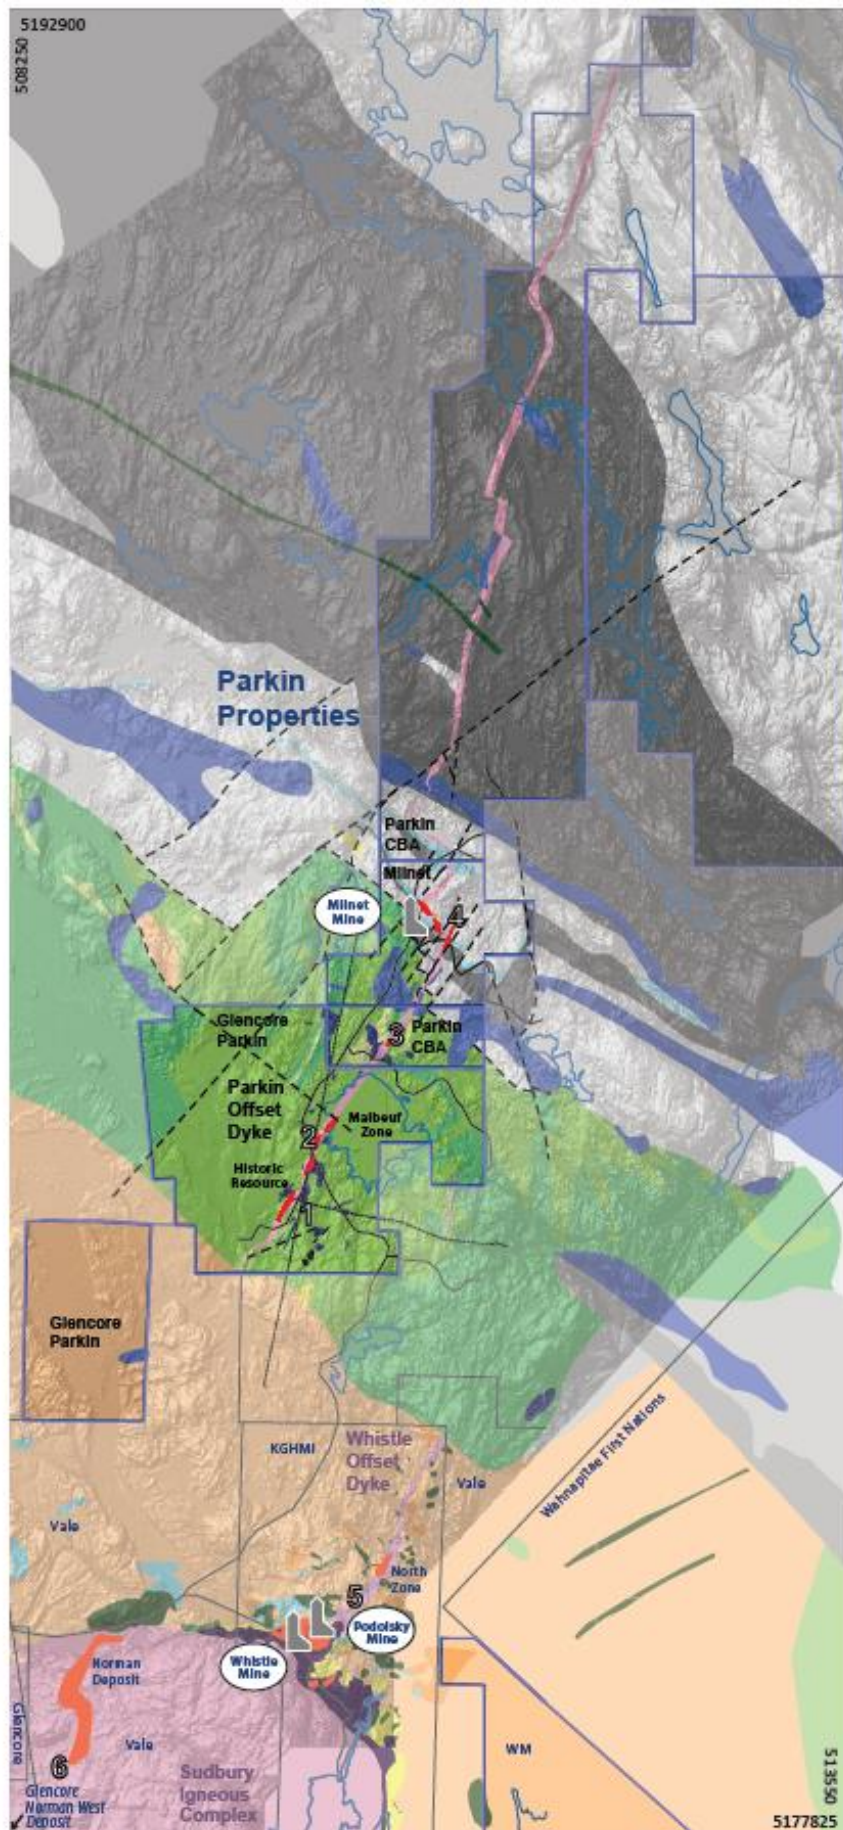 5192900
508250
Parkin
Properties
Parkin
CBA
Milnet
Milnet
Mine
4
Glencore
Parkin
3
Parkin
CBA
Parkin
Offset
Dyke
Malbeuf
Zone
2
Historic
Resource
1
Glencore
Parkin
KGHMI
Whistle
Offset
Dyke
Vale
Wahnapitae First Nations
Vale
North
Zone
5
Podolsky
Mine
Whistle
Mine
Norman
Deposit
Glencore
Vale
WM
6
Sudbury
Igneous
Complex
Glencore
Norman West
Deposit
513550
5177825